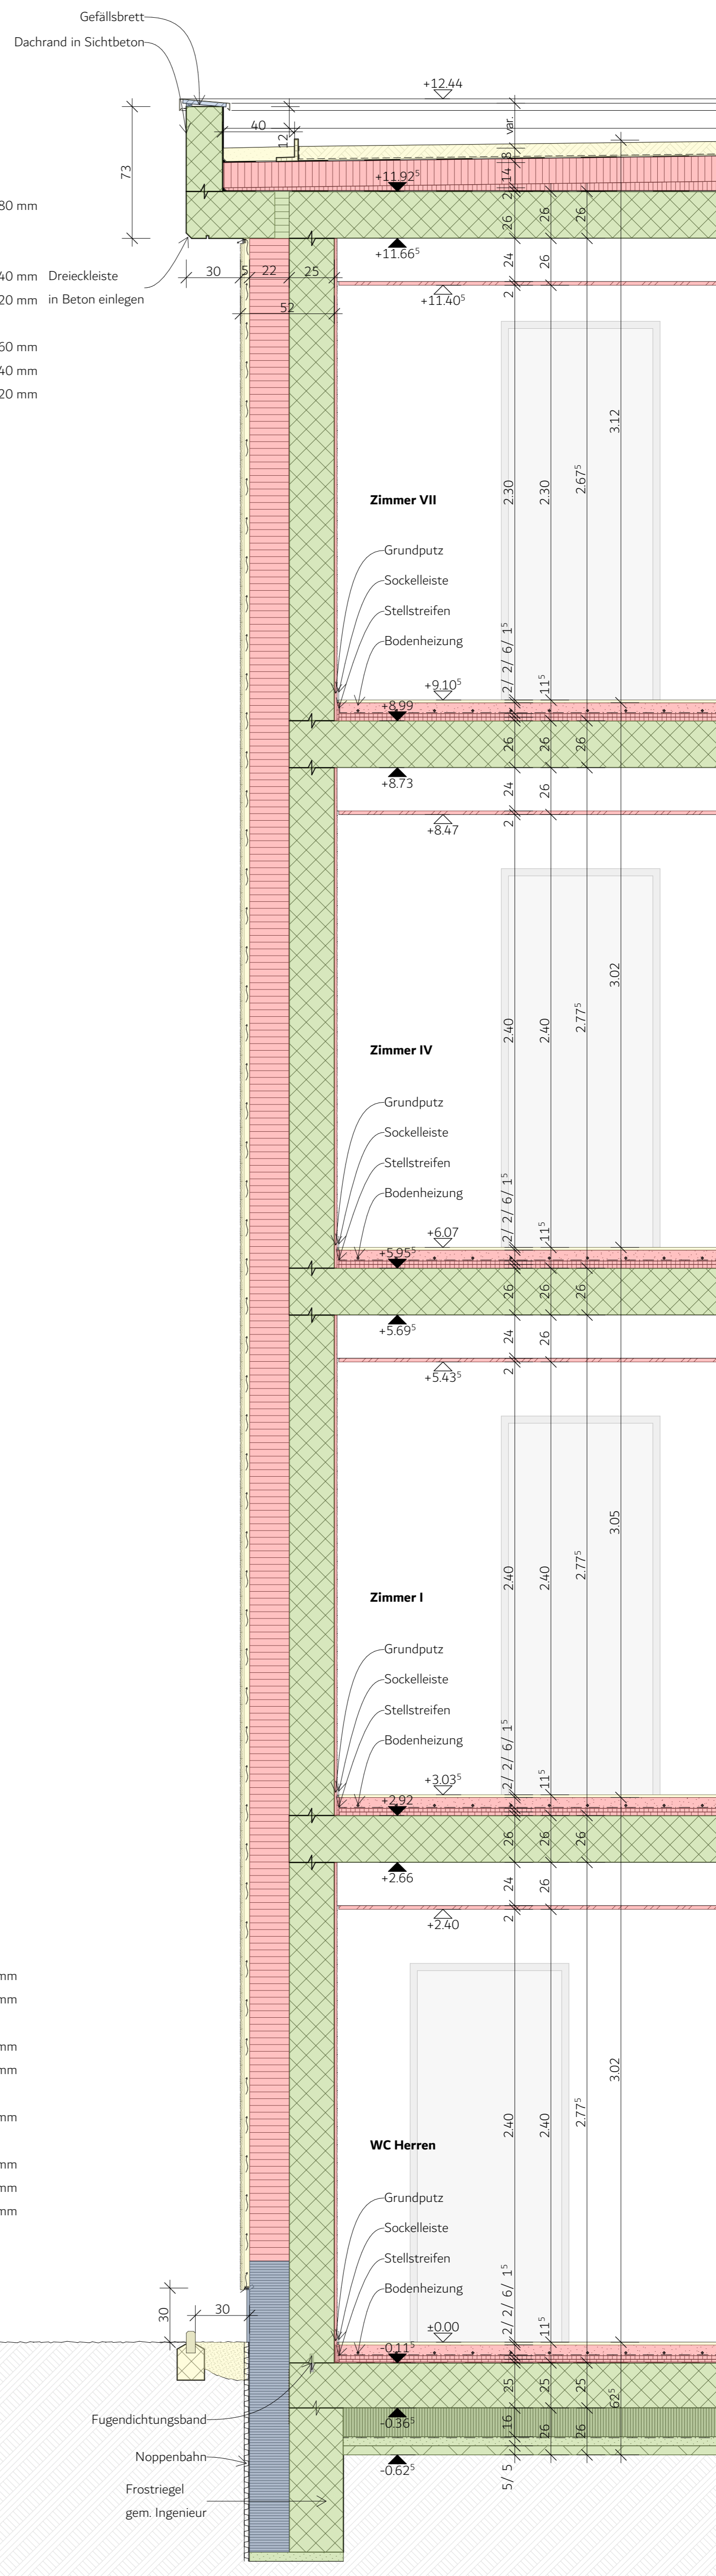 Gefällsbrett
Dachrand in Sichtbeton
+12.44
40
12
var.
8
73
14
+11.92⁵
2
80 mm
26 26 26
+11.66⁵
40 mm
Dreieckleiste
30 5 22 25
24 26
20 mm
in Beton einlegen
2
+11.40⁵
52
60 mm
40 mm
20 mm
3.12
2.30 2.30 2.67⁵
Zimmer VII
Grundputz
Sockelleiste
Stellstreifen
Bodenheizung
2/ 2/ 6/ 1⁵
11⁵
+9.10⁵
+8.99
26 26 26
+8.73
24 26
2
+8.47
3.02
2.40 2.40 2.77⁵
Zimmer IV
Grundputz
Sockelleiste
Stellstreifen
Bodenheizung
2/ 2/ 6/ 1⁵
11⁵
+6.07
+5.95⁵
26 26 26
+5.69⁵
24 26
2
+5.43⁵
3.05
2.40 2.40 2.77⁵
Zimmer I
Grundputz
Sockelleiste
Stellstreifen
Bodenheizung
2/ 2/ 6/ 1⁵
11⁵
+3.03⁵
+2.92
26 26 26
+2.66
24 26
2
+2.40
mm
mm
mm
mm
3.02
2.40 2.40 2.77⁵
mm
WC Herren
mm
mm
mm
Grundputz
Sockelleiste
Stellstreifen
Bodenheizung
2/ 2/ 6/ 1⁵
11⁵
30
30
±0.00
-0.11⁵
25 25 25
62⁵
Fugendichtungsband
-0.36⁵
16 26 26
Noppenbahn
-0.62⁵
5/ 5
Frostriegel
gem. Ingenieur